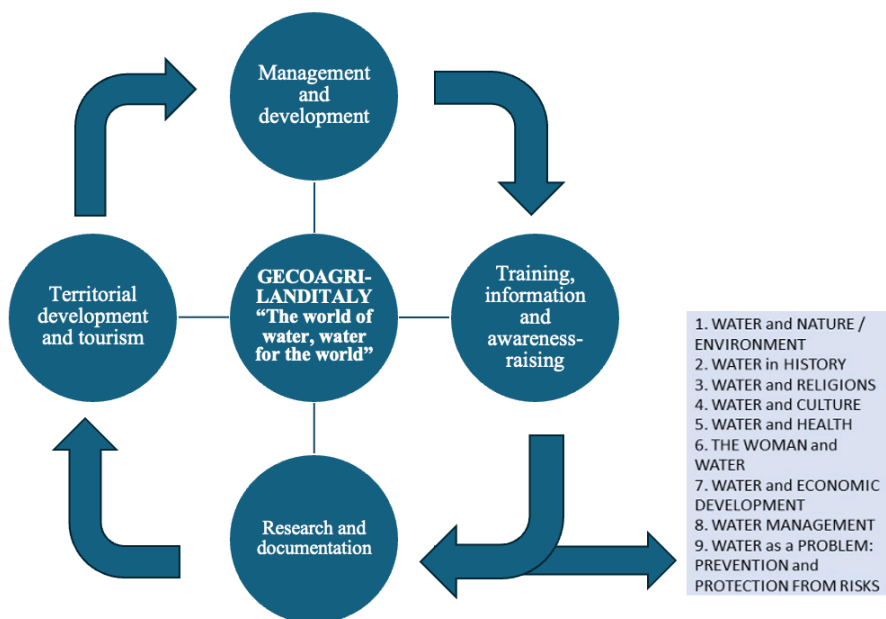 Management
and
development
Territorial
development
and tourism
GECOAGRI-
LANDITALY
“The world of
water, water
for the world”
Training,
information
and
awareness-
raising
Research and
documentation
1. WATER and NATURE /
ENVIRONMENT
2. WATER in HISTORY
3. WATER and RELIGIONS
4. WATER and CULTURE
5. WATER and HEALTH
6. THE WOMAN and
WATER
7. WATER and ECONOMIC
DEVELOPMENT
8. WATER MANAGEMENT
9. WATER as a PROBLEM:
PREVENTION and
PROTECTION FROM RISKS